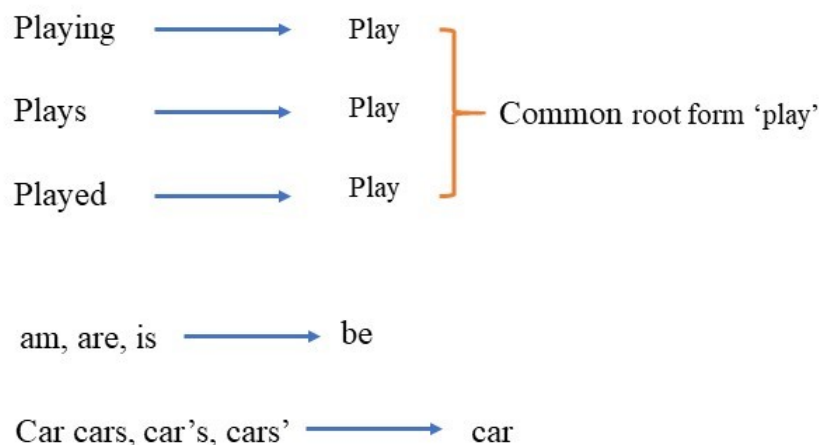 Playing Play
Plays Play Common root form ‘play’
Played Play
am, are, is be
Car cars, car’s, cars’ car